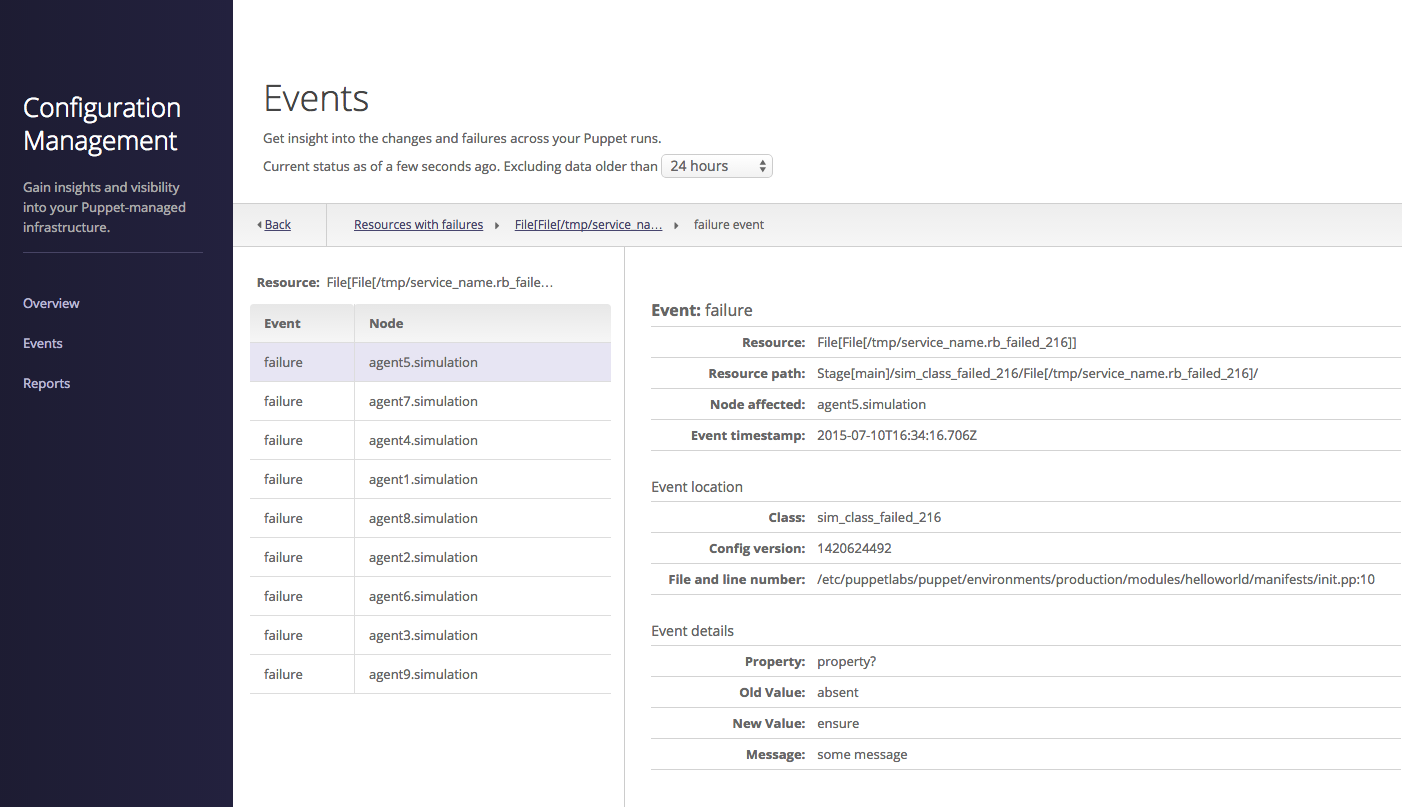 Configuration
Management
Gain insights and visibility
into your Puppet-managed
infrastructure.
Overview
Events
Reports
Events
Get insight into the changes and failures across your Puppet runs.
Current status as of a few seconds ago. Excluding data older than 24 hours
Back Resources with failures File[File[/tmp/service_na… failure event
Resource: File[File[/tmp/service_name.rb_faile…
Event Node
failure agent5.simulation
failure agent7.simulation
failure agent4.simulation
failure agent1.simulation
failure agent8.simulation
failure agent2.simulation
failure agent6.simulation
failure agent3.simulation
failure agent9.simulation
Event: failure
Resource: File[File[/tmp/service_name.rb_failed_216]]
Resource path: Stage[main]/sim_class_failed_216/File[/tmp/service_name.rb_failed_216]/
Node affected: agent5.simulation
Event timestamp: 2015-07-10T16:34:16.706Z
Event location
Class: sim_class_failed_216
Config version: 1420624492
File and line number: /etc/puppetlabs/puppet/environments/production/modules/helloworld/manifests/init.pp:10
Event details
Property: property?
Old Value: absent
New Value: ensure
Message: some message